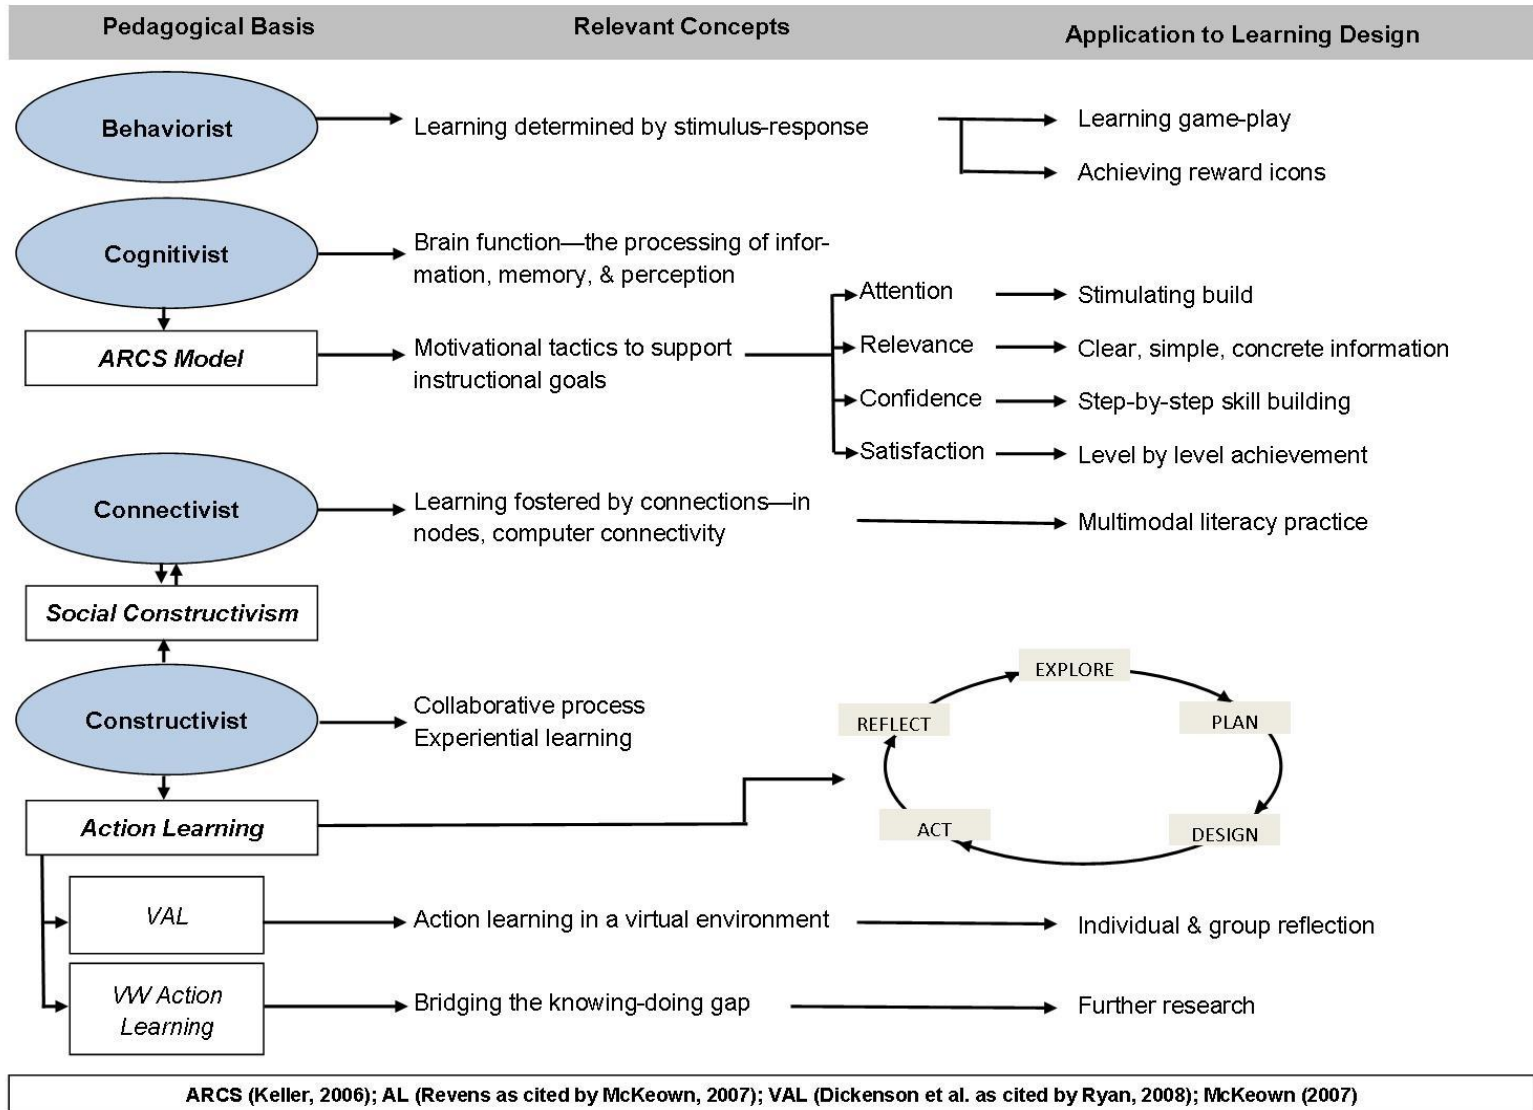 Pedagogical Basis
Relevant Concepts
Application to Learning Design
Behaviorist
Learning determined by stimulus-response
Learning game-play
Achieving reward icons
Cognitivist
Brain function—the processing of infor-
mation, memory, & perception
ARCS Model
Motivational tactics to support
instructional goals
Attention
Stimulating build
Relevance
Clear, simple, concrete information
Confidence
Step-by-step skill building
Satisfaction
Level by level achievement
Connectivist
Learning fostered by connections—in
nodes, computer connectivity
Multimodal literacy practice
Social Constructivism
Constructivist
Collaborative process
Experiential learning
EXPLORE
PLAN
DESIGN
ACT
REFLECT
Action Learning
VAL
Action learning in a virtual environment
Individual & group reflection
VW Action
Learning
Bridging the knowing-doing gap
Further research
ARCS (Keller, 2006); AL (Revens as cited by McKeown, 2007); VAL (Dickenson et al. as cited by Ryan, 2008); McKeown (2007)